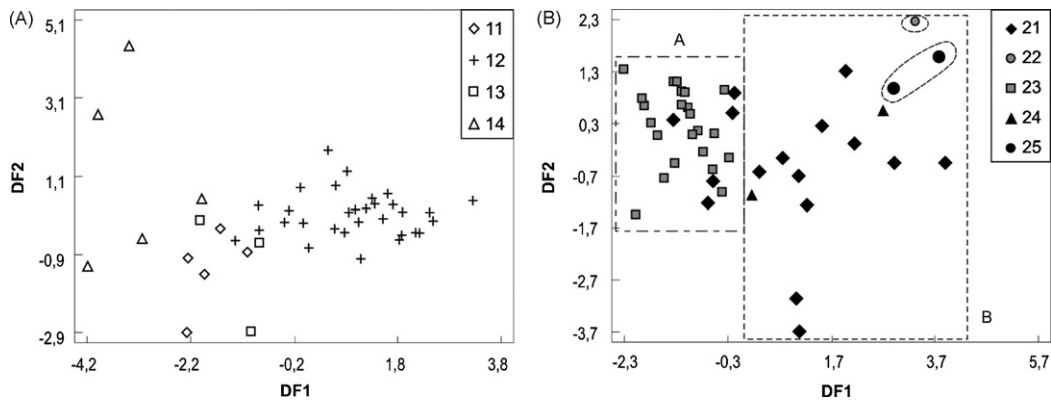 (A)
5,1
3,1
1,1
-0,9
-2,9
DF2
-4,2 -2,2 -0,2 1,8 3,8
DF1
11
12
13
14
(B)
2,3
1,3
0,3
-0,7
-1,7
-2,7
-3,7
DF2
A
B
-2,3 -0,3 1,7 3,7 5,7
DF1
21
22
23
24
25